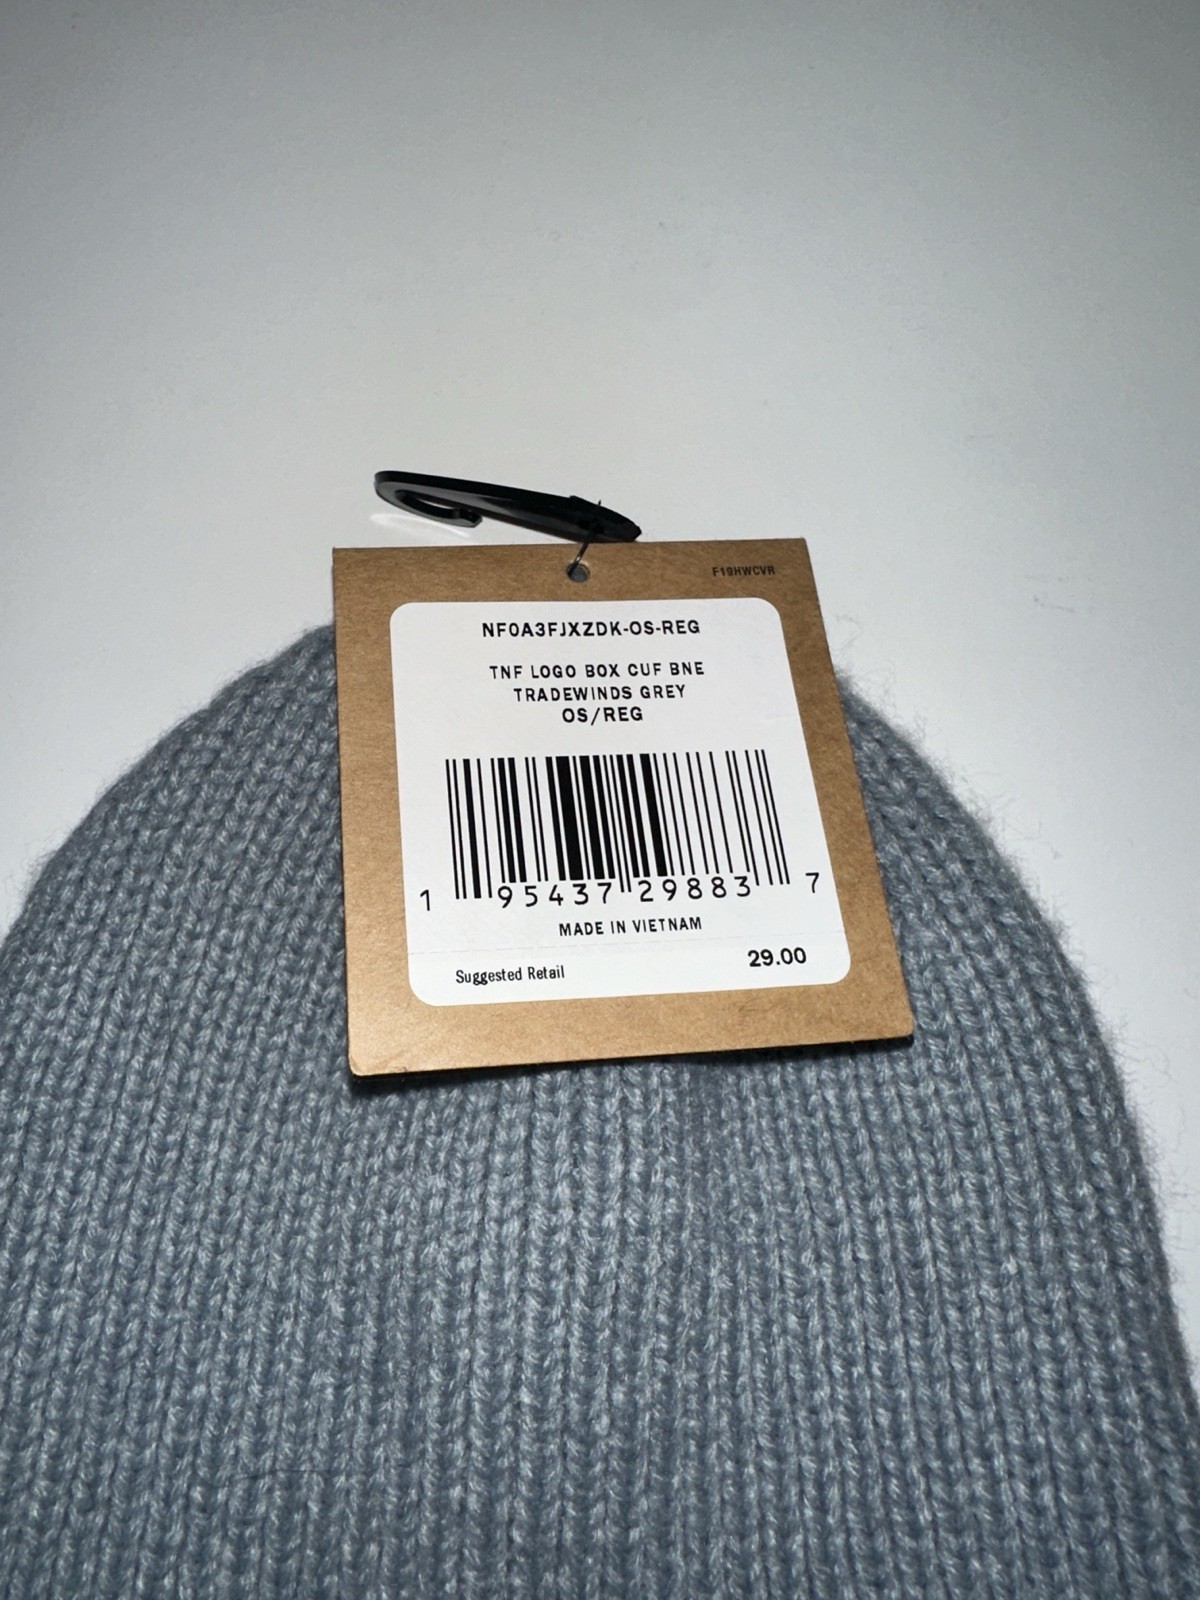 F19HWCVR
NF0A3FJXZDK-OS-REG
TNF LOGO BOX CUF BNE
TRADEWINDS GREY
OS/REG
1 95437 29883 7
MADE IN VIETNAM
Suggested Retail 29.00